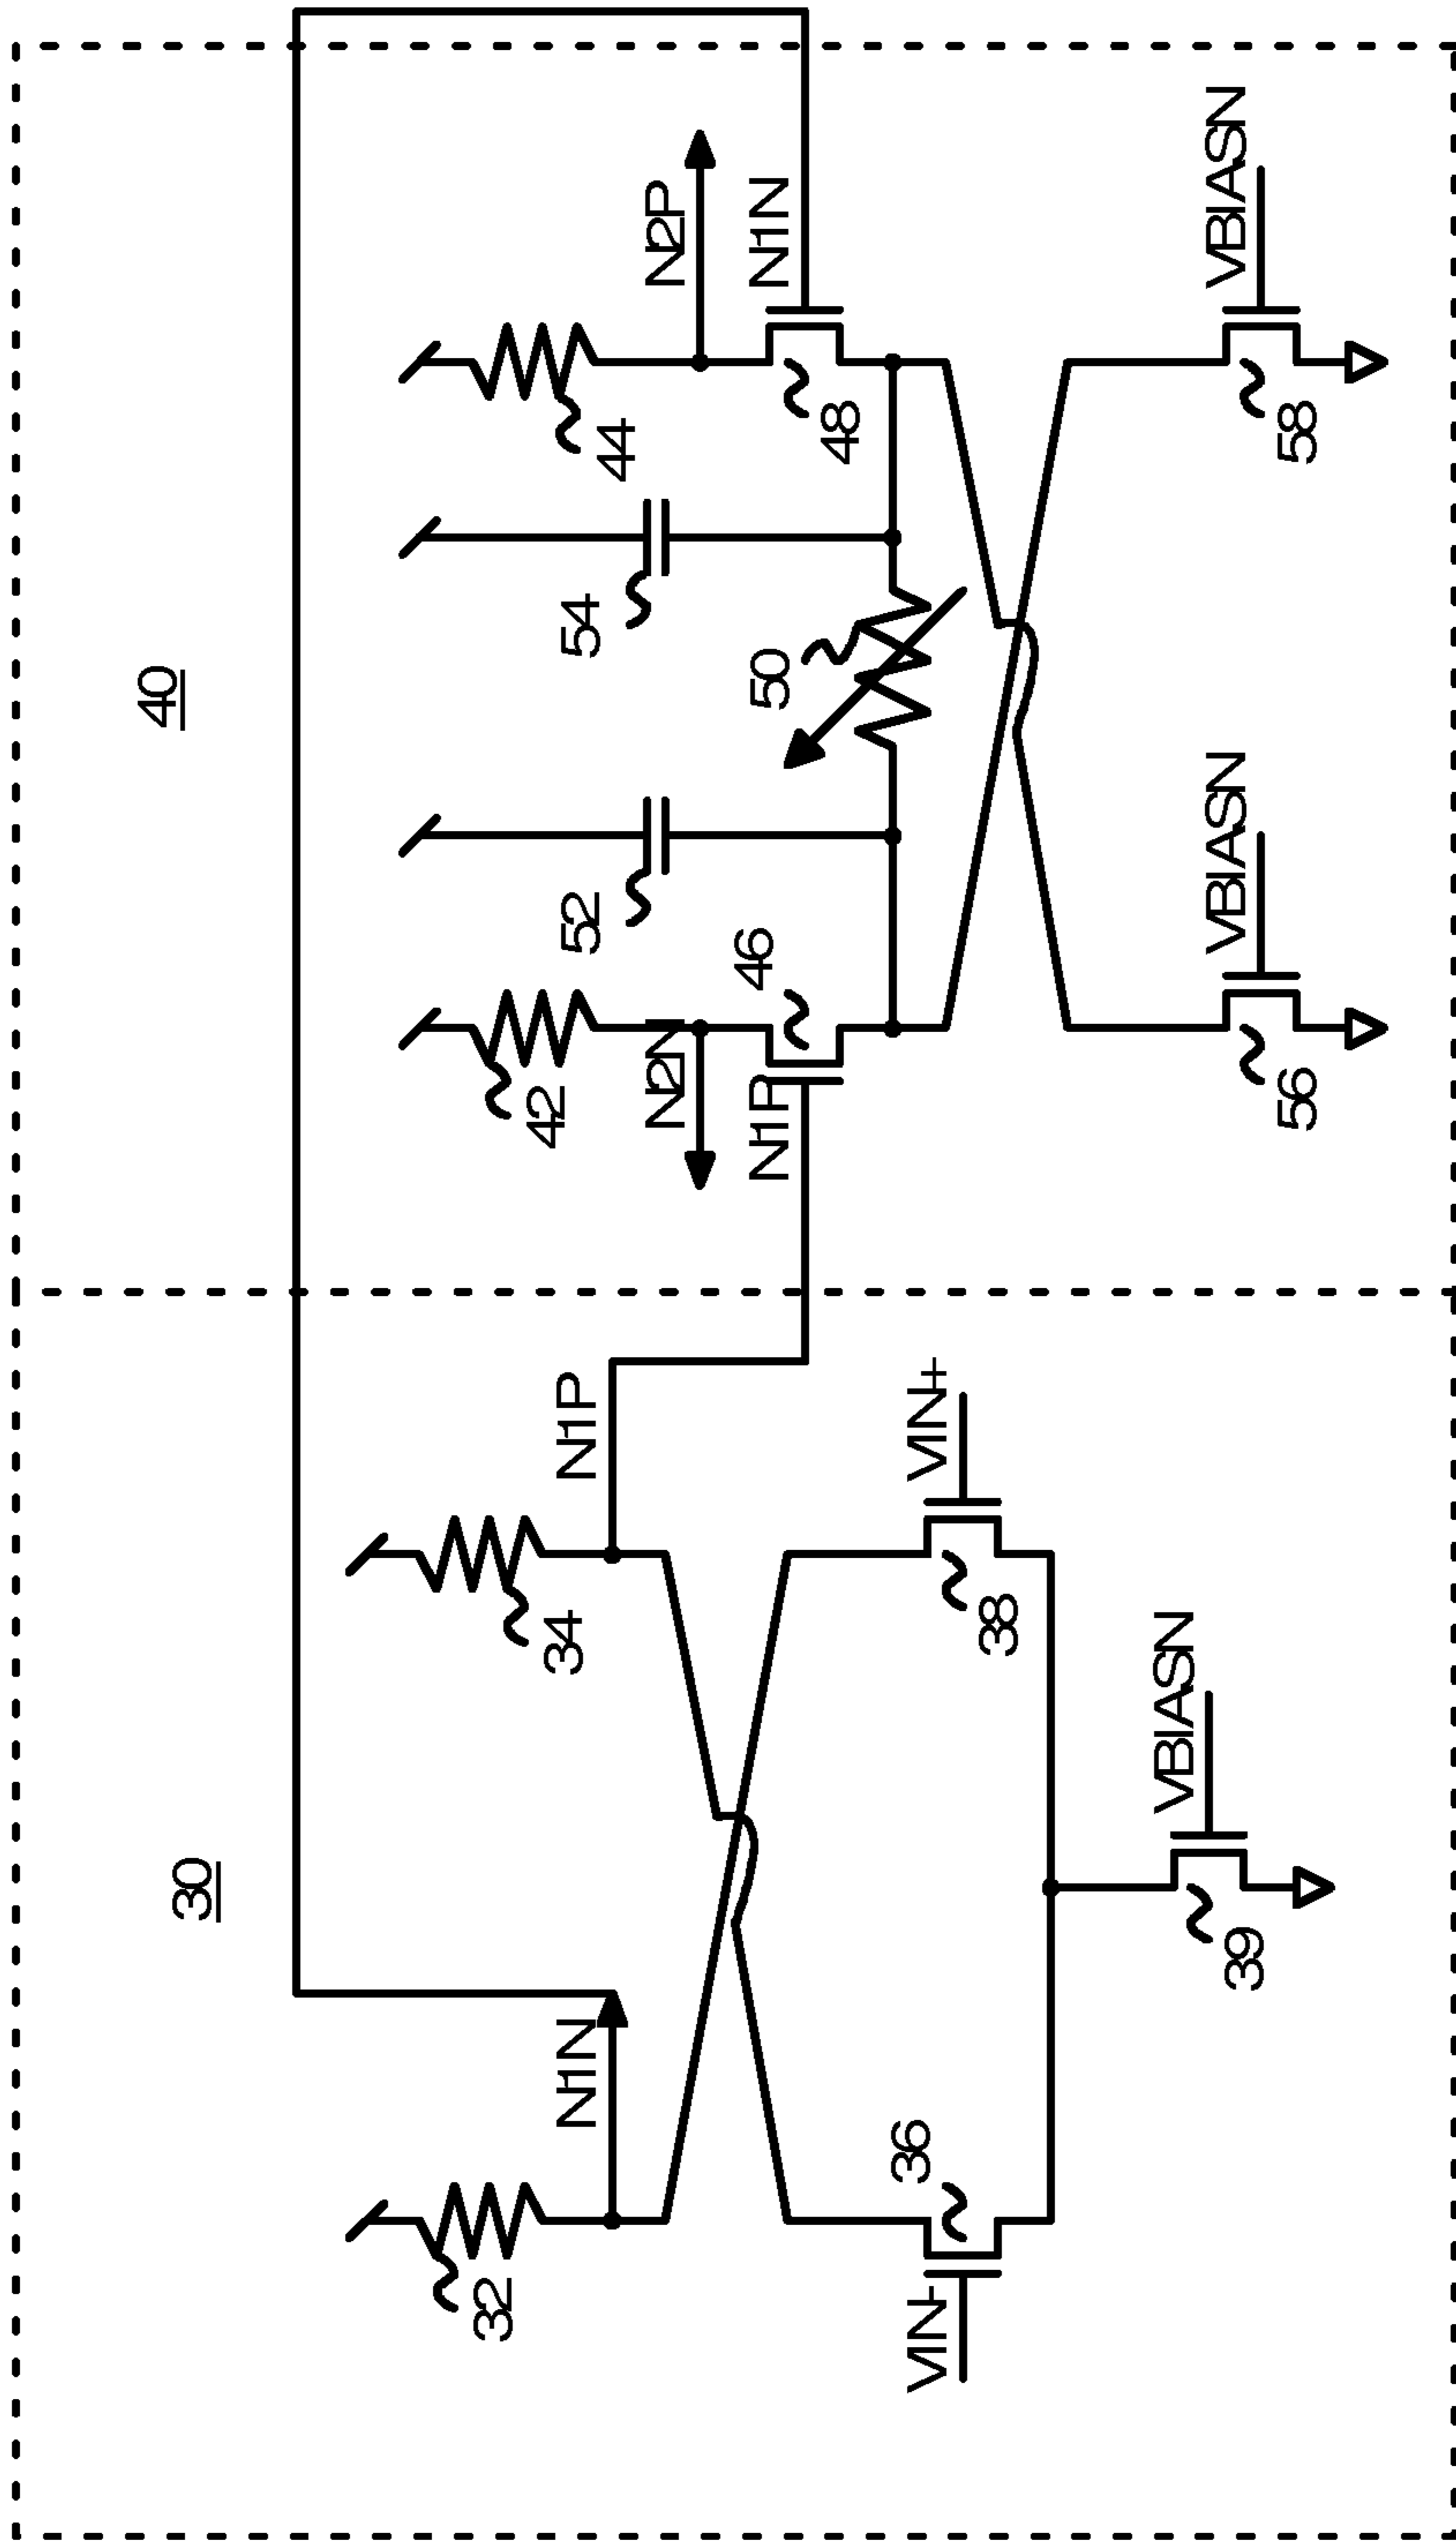 30
40
32
N1N
34
N1P
VIN-
36
38
VIN+
39
VBIASN
42
N2N
N1P
46
52
54
50
44
N2P
N1N
48
56
VBIASN
58
VBIASN